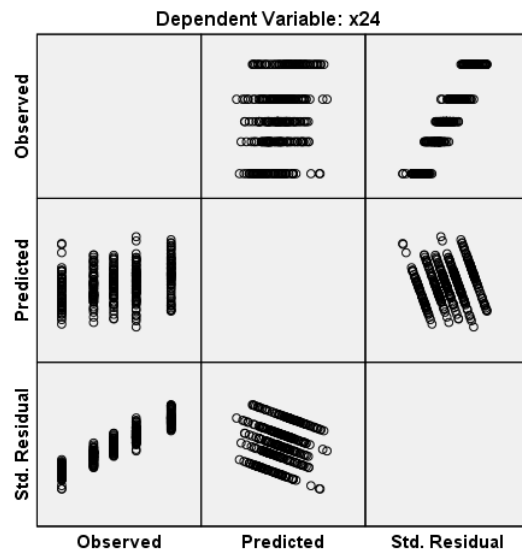 Dependent Variable: x24
Observed
Predicted
Std. Residual
Observed
Predicted
Std. Residual